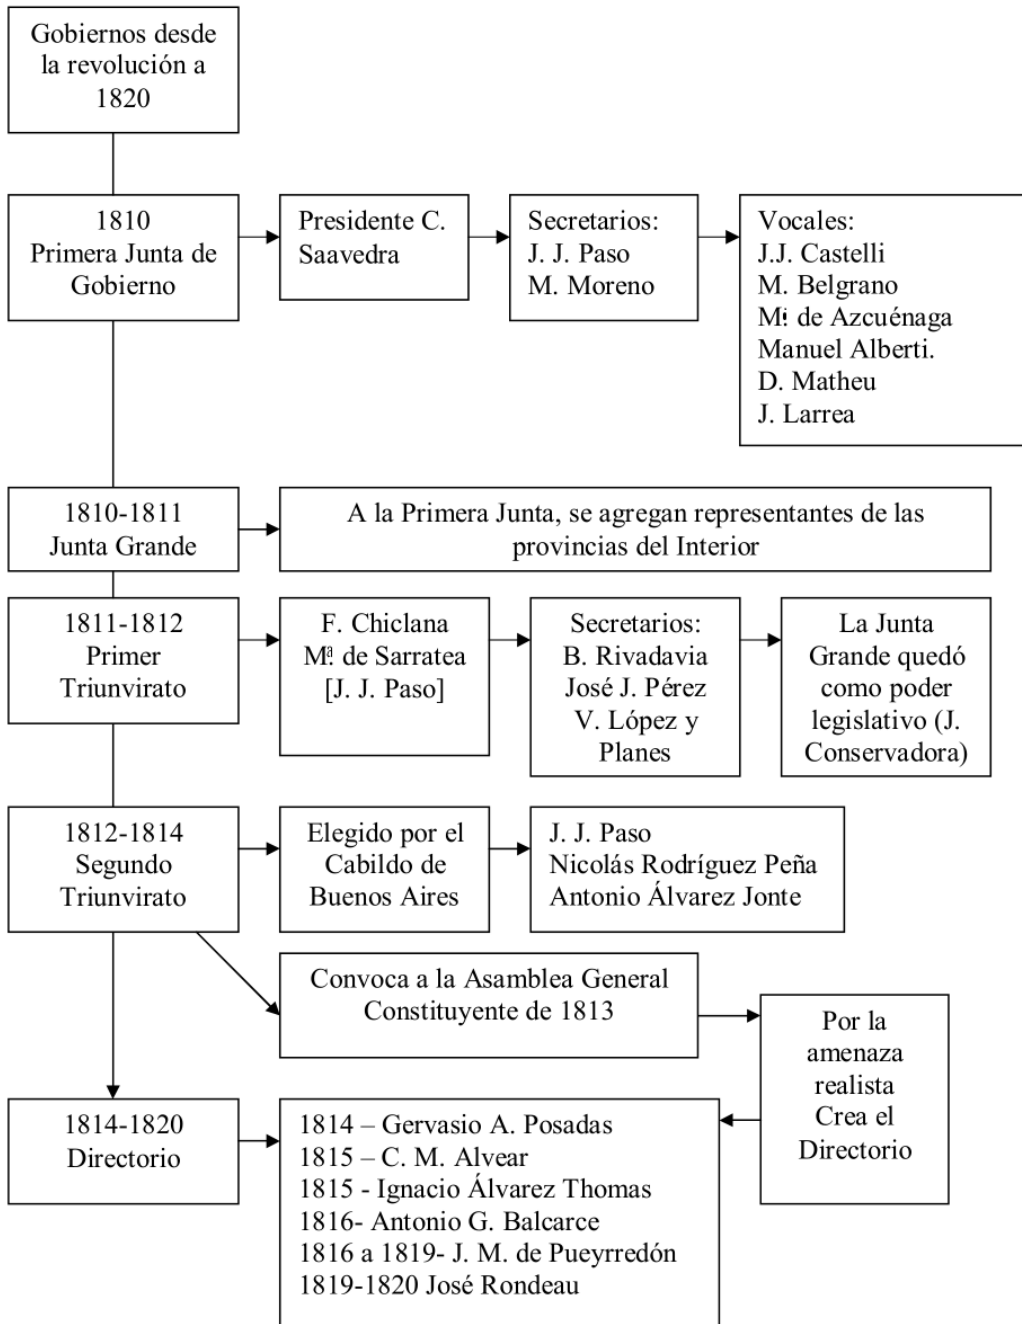 Gobiernos desde
la revolución a
1820
1810
Primera Junta de
Gobierno
Presidente C.
Saavedra
Secretarios:
J. J. Paso
M. Moreno
Vocales:
J.J. Castelli
M. Belgrano
M. de Azcuénaga
Manuel Alberti.
D. Matheu
J. Larrea
1810-1811
Junta Grande
A la Primera Junta, se agregan representantes de las
provincias del Interior
1811-1812
Primer
Triunvirato
F. Chiclana
Mª. de Sarratea
[J. J. Paso]
Secretarios:
B. Rivadavia
José J. Pérez
V. López y
Planes
La Junta
Grande quedó
como poder
legislativo (J.
Conservadora)
1812-1814
Segundo
Triunvirato
Elegido por el
Cabildo de
Buenos Aires
J. J. Paso
Nicolás Rodríguez Peña
Antonio Álvarez Jonte
Convoca a la Asamblea General
Constituyente de 1813
Por la
amenaza
realista
Crea el
Directorio
1814-1820
Directorio
1814 – Gervasio A. Posadas
1815 – C. M. Alvear
1815 - Ignacio Álvarez Thomas
1816- Antonio G. Balcarce
1816 a 1819- J. M. de Pueyrredón
1819-1820 José Rondeau